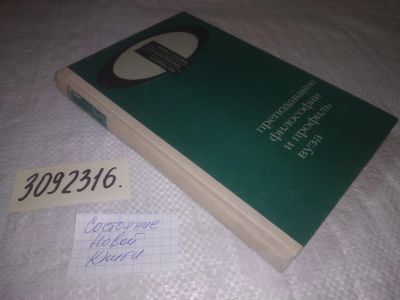 преподавание
философии
и профиль
вуза
3092316.
Состояние
Новой
Книги